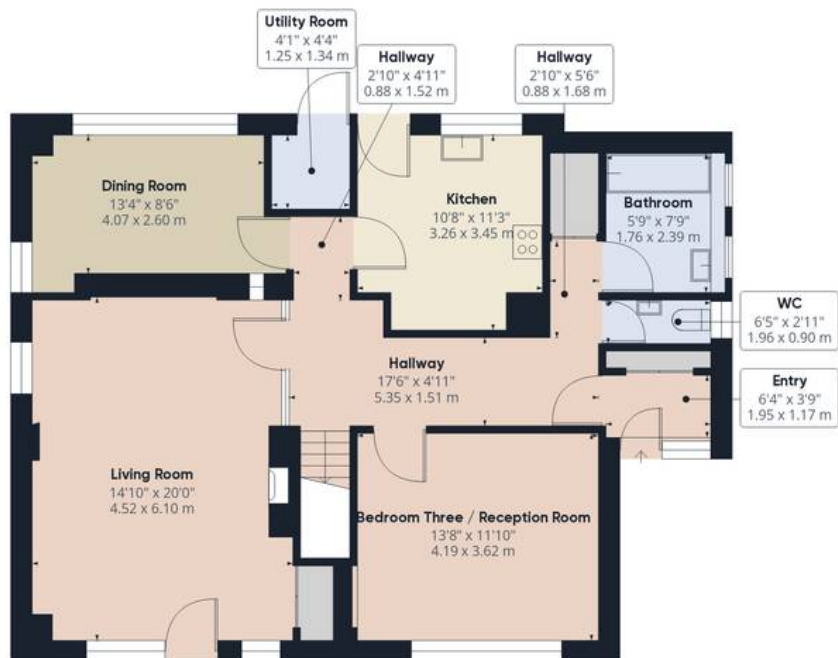 Utility Room
4'1" x 4'4"
1.25 x 1.34 m
Hallway
2'10" x 4'11"
0.88 x 1.52 m
Hallway
2'10" x 5'6"
0.88 x 1.68 m
Dining Room
13'4" x 8'6"
4.07 x 2.60 m
Kitchen
10'8" x 11'3"
3.26 x 3.45 m
Bathroom
5'9" x 7'9"
1.76 x 2.39 m
WC
6'5" x 2'11"
1.96 x 0.90 m
Hallway
17'6" x 4'11"
5.35 x 1.51 m
Entry
6'4" x 3'9"
1.95 x 1.17 m
Living Room
14'10" x 20'0"
4.52 x 6.10 m
Bedroom Three / Reception Room
13'8" x 11'10"
4.19 x 3.62 m